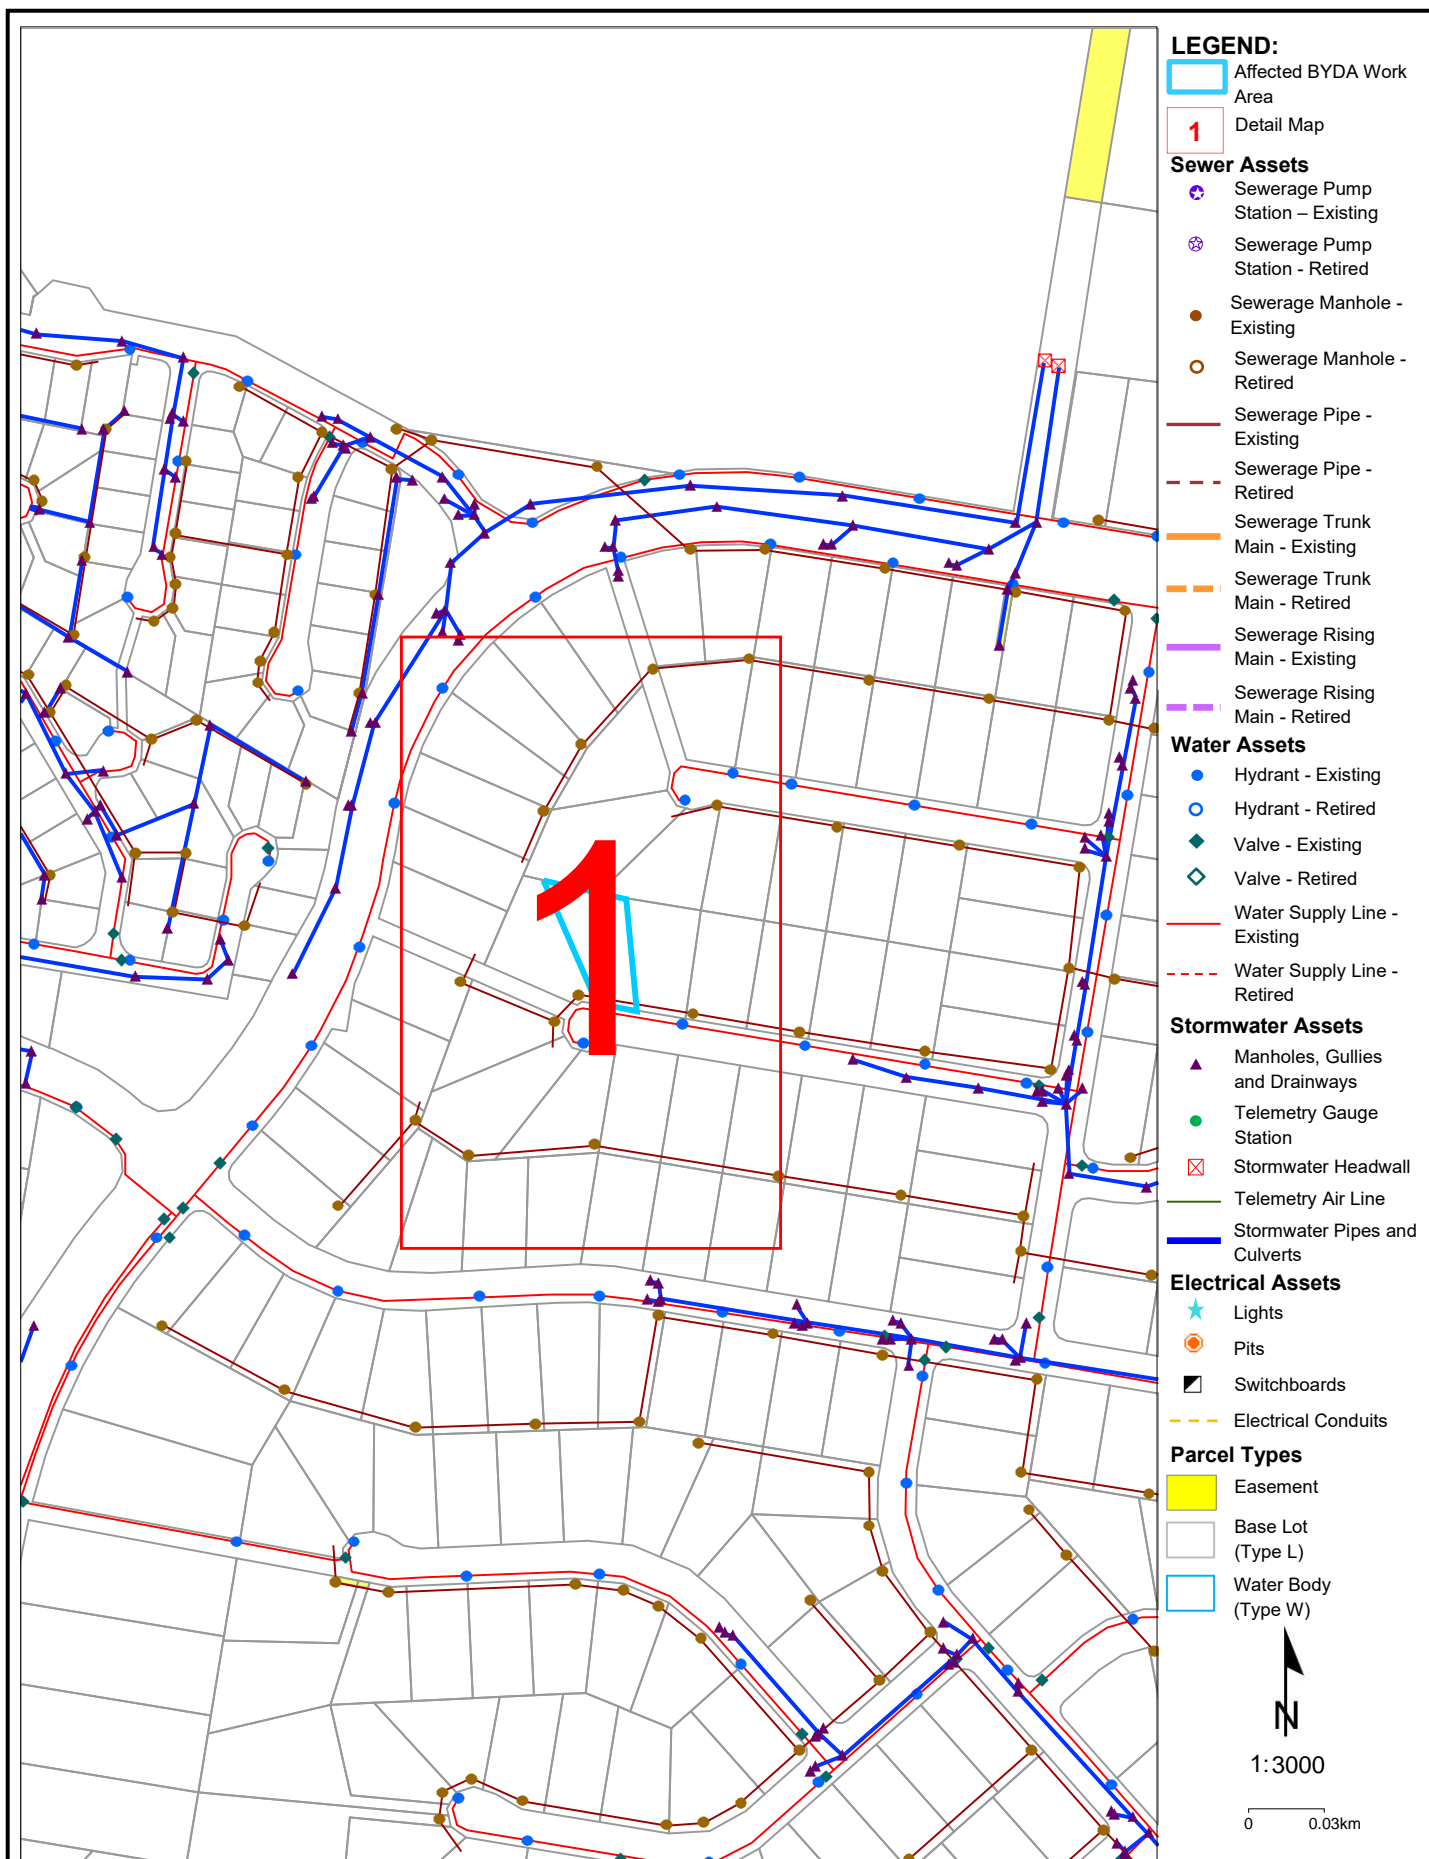 LEGEND:
Affected BYDA Work
Area
1
Detail Map
Sewer Assets
Sewerage Pump
Station – Existing
Sewerage Pump
Station - Retired
Sewerage Manhole -
Existing
Sewerage Manhole -
Retired
Sewerage Pipe -
Existing
Sewerage Pipe -
Retired
Sewerage Trunk
Main - Existing
Sewerage Trunk
Main - Retired
Sewerage Rising
Main - Existing
Sewerage Rising
Main - Retired
Water Assets
Hydrant - Existing
Hydrant - Retired
Valve - Existing
Valve - Retired
Water Supply Line -
Existing
Water Supply Line -
Retired
Stormwater Assets
Manholes, Gullies
and Drainways
Telemetry Gauge
Station
Stormwater Headwall
Telemetry Air Line
Stormwater Pipes and
Culverts
Electrical Assets
Lights
Pits
Switchboards
Electrical Conduits
Parcel Types
Easement
Base Lot
(Type L)
Water Body
(Type W)
N
1:3000
0 0.03km
1